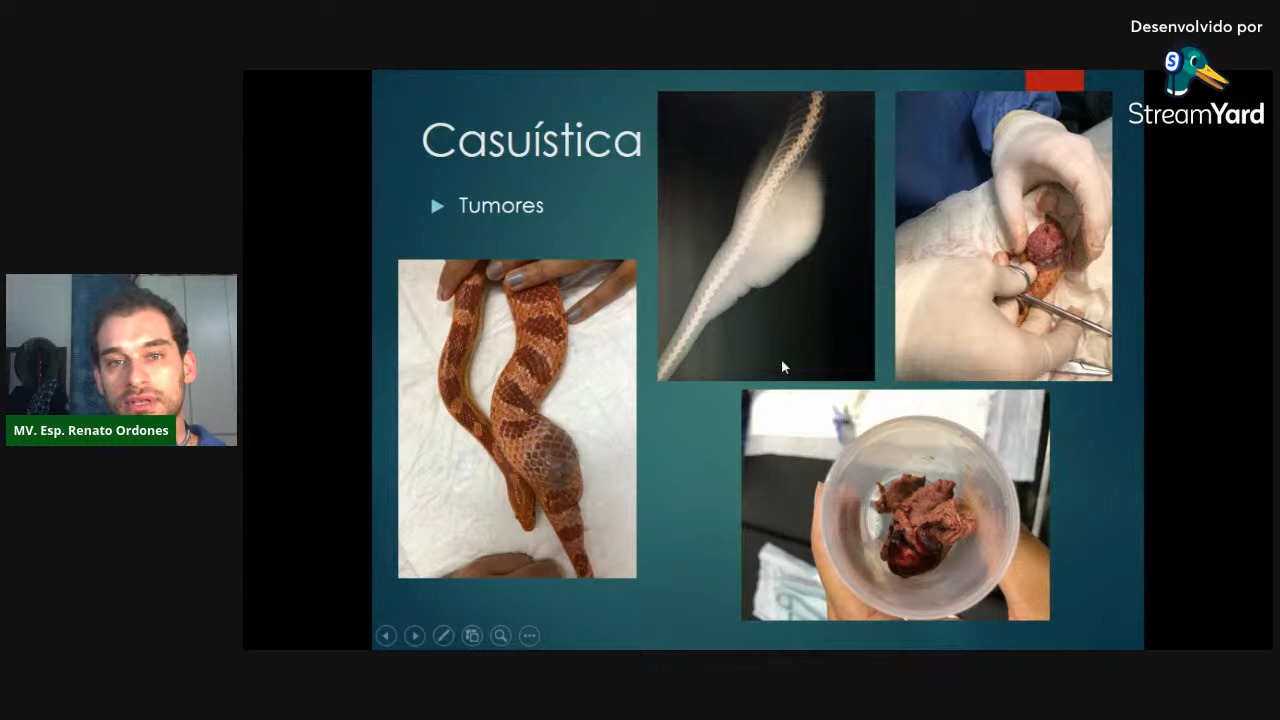 Desenvolvido por
StreamYard
Casuística
Tumores
MV. Esp. Renato Ordones